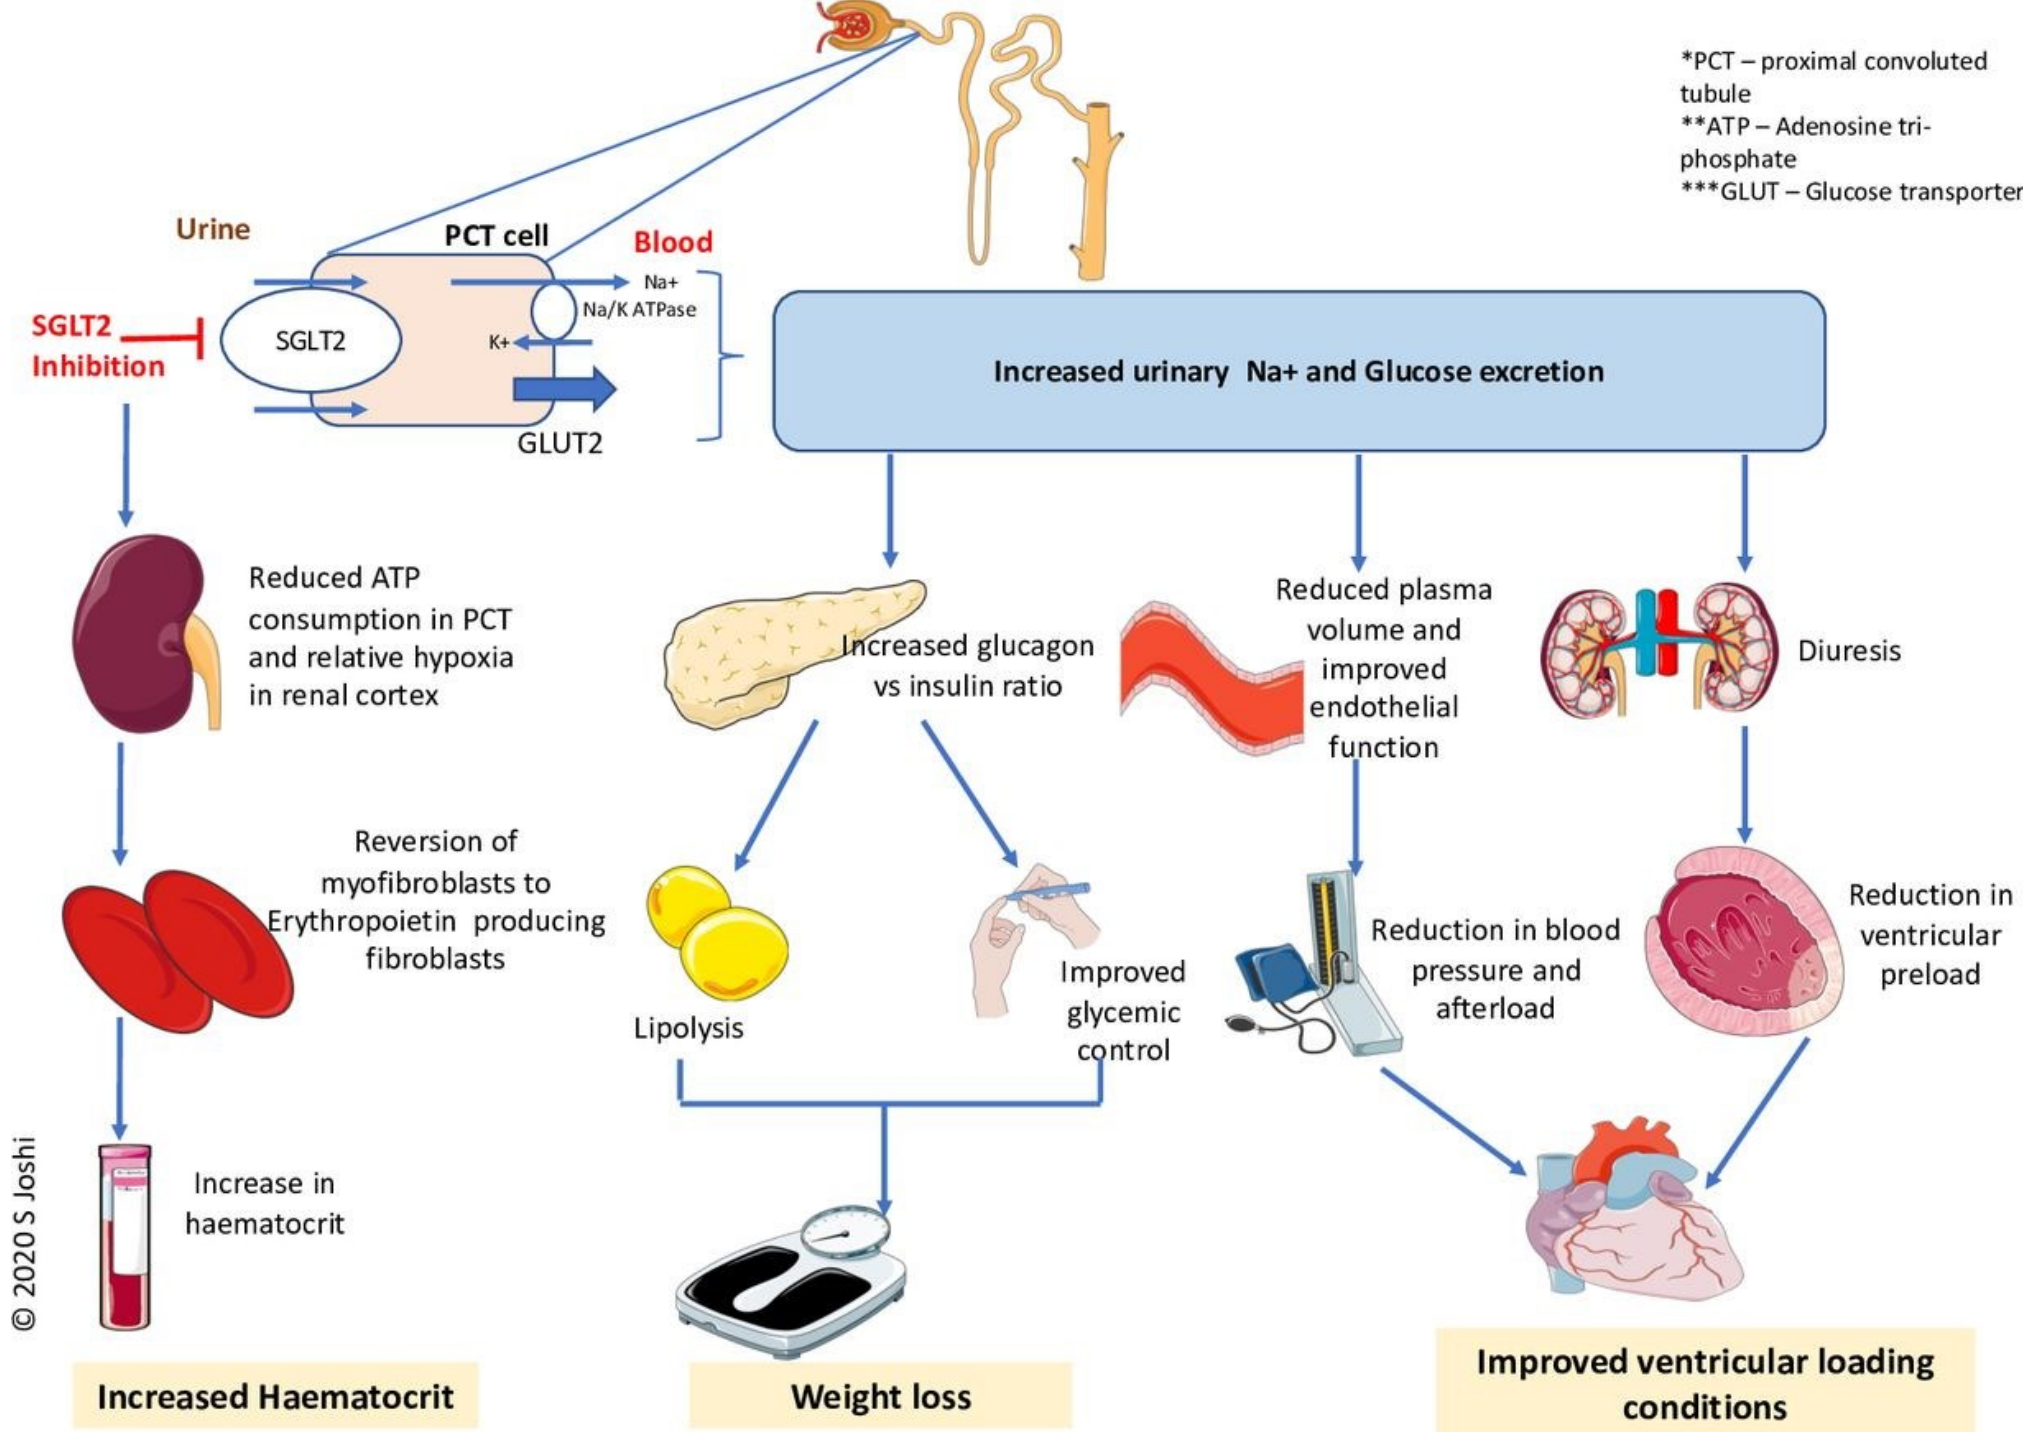 *PCT – proximal convoluted
tubule
**ATP – Adenosine tri-
phosphate
***GLUT – Glucose transporter
Urine
PCT cell
Blood
Na+
Na/K ATPase
SGLT2
Inhibition
SGLT2
K+
GLUT2
Increased urinary Na+ and Glucose excretion
Reduced ATP
consumption in PCT
and relative hypoxia
in renal cortex
Increased glucagon
vs insulin ratio
Reduced plasma
volume and
improved
endothelial
function
Diuresis
Reversion of
myofibroblasts to
Erythropoietin producing
fibroblasts
Lipolysis
Improved
glycemic
control
Reduction in blood
pressure and
afterload
Reduction in
ventricular
preload
Increase in
haematocrit
© 2020 S Joshi
Increased Haematocrit
Weight loss
Improved ventricular loading
conditions